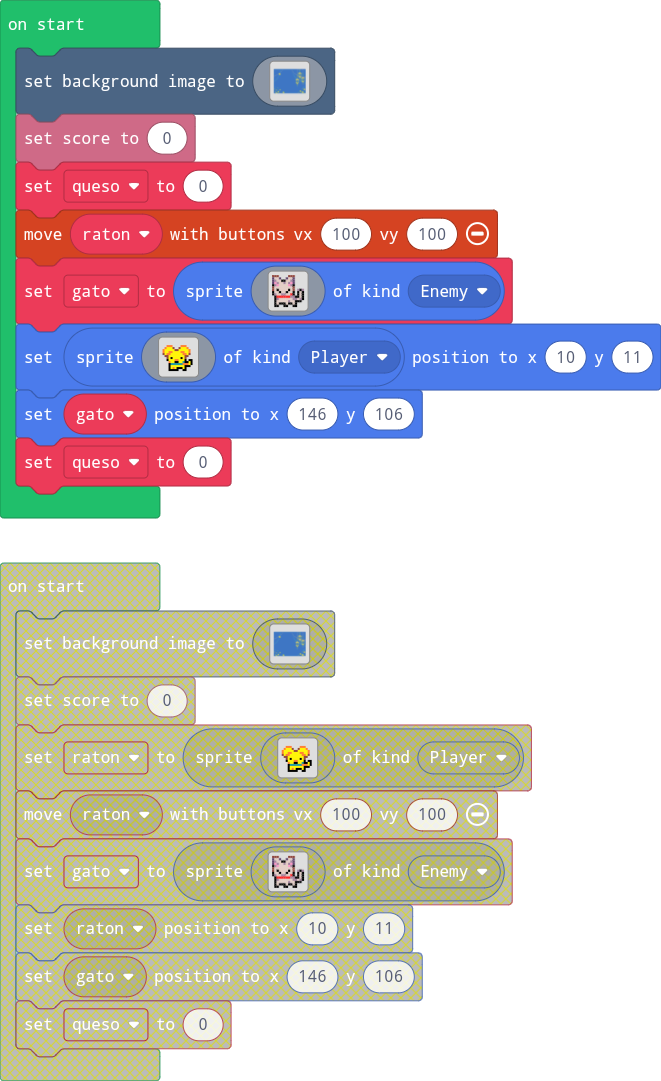 on start
set background image to
set score to 0
set queso to 0
move raton with buttons vx 100 vy 100
set gato to sprite of kind Enemy
set sprite of kind Player position to x 10 y 11
set gato position to x 146 y 106
set queso to 0
on start
set background image to
set score to 0
set raton to sprite of kind Player
move raton with buttons vx 100 vy 100
set gato to sprite of kind Enemy
set raton position to x 10 y 11
set gato position to x 146 y 106
set queso to 0